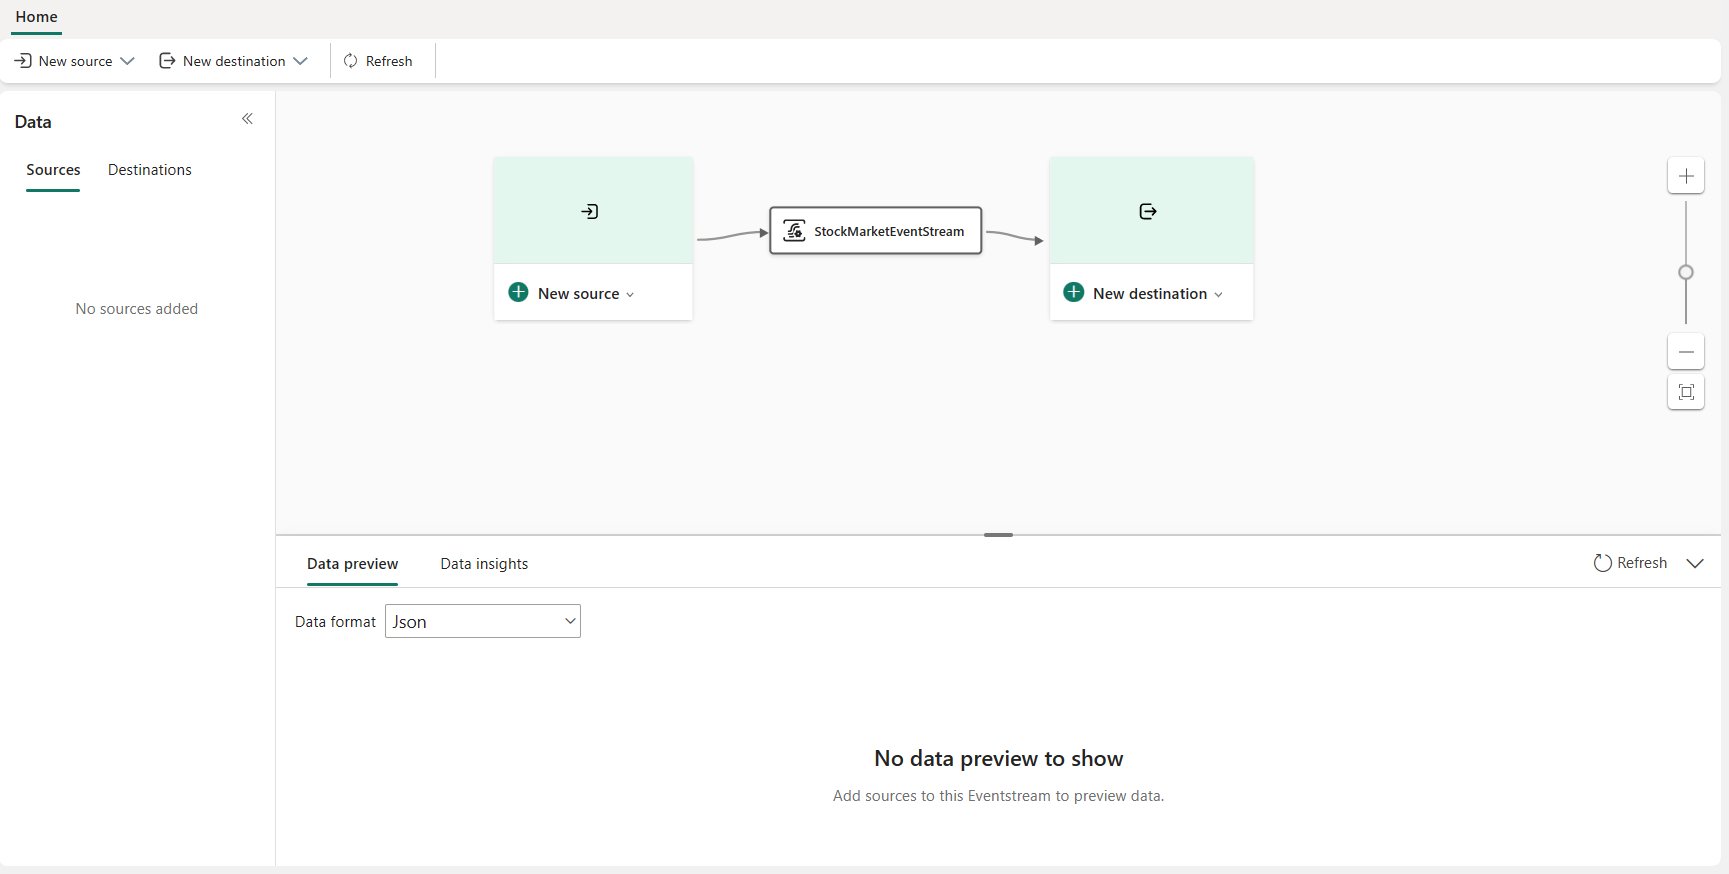 Home
New source
New destination
Refresh
Data
Sources
Destinations
No sources added
New source
StockMarketEventStream
New destination
Data preview
Data insights
Refresh
Data format
Json
No data preview to show
Add sources to this Eventstream to preview data.